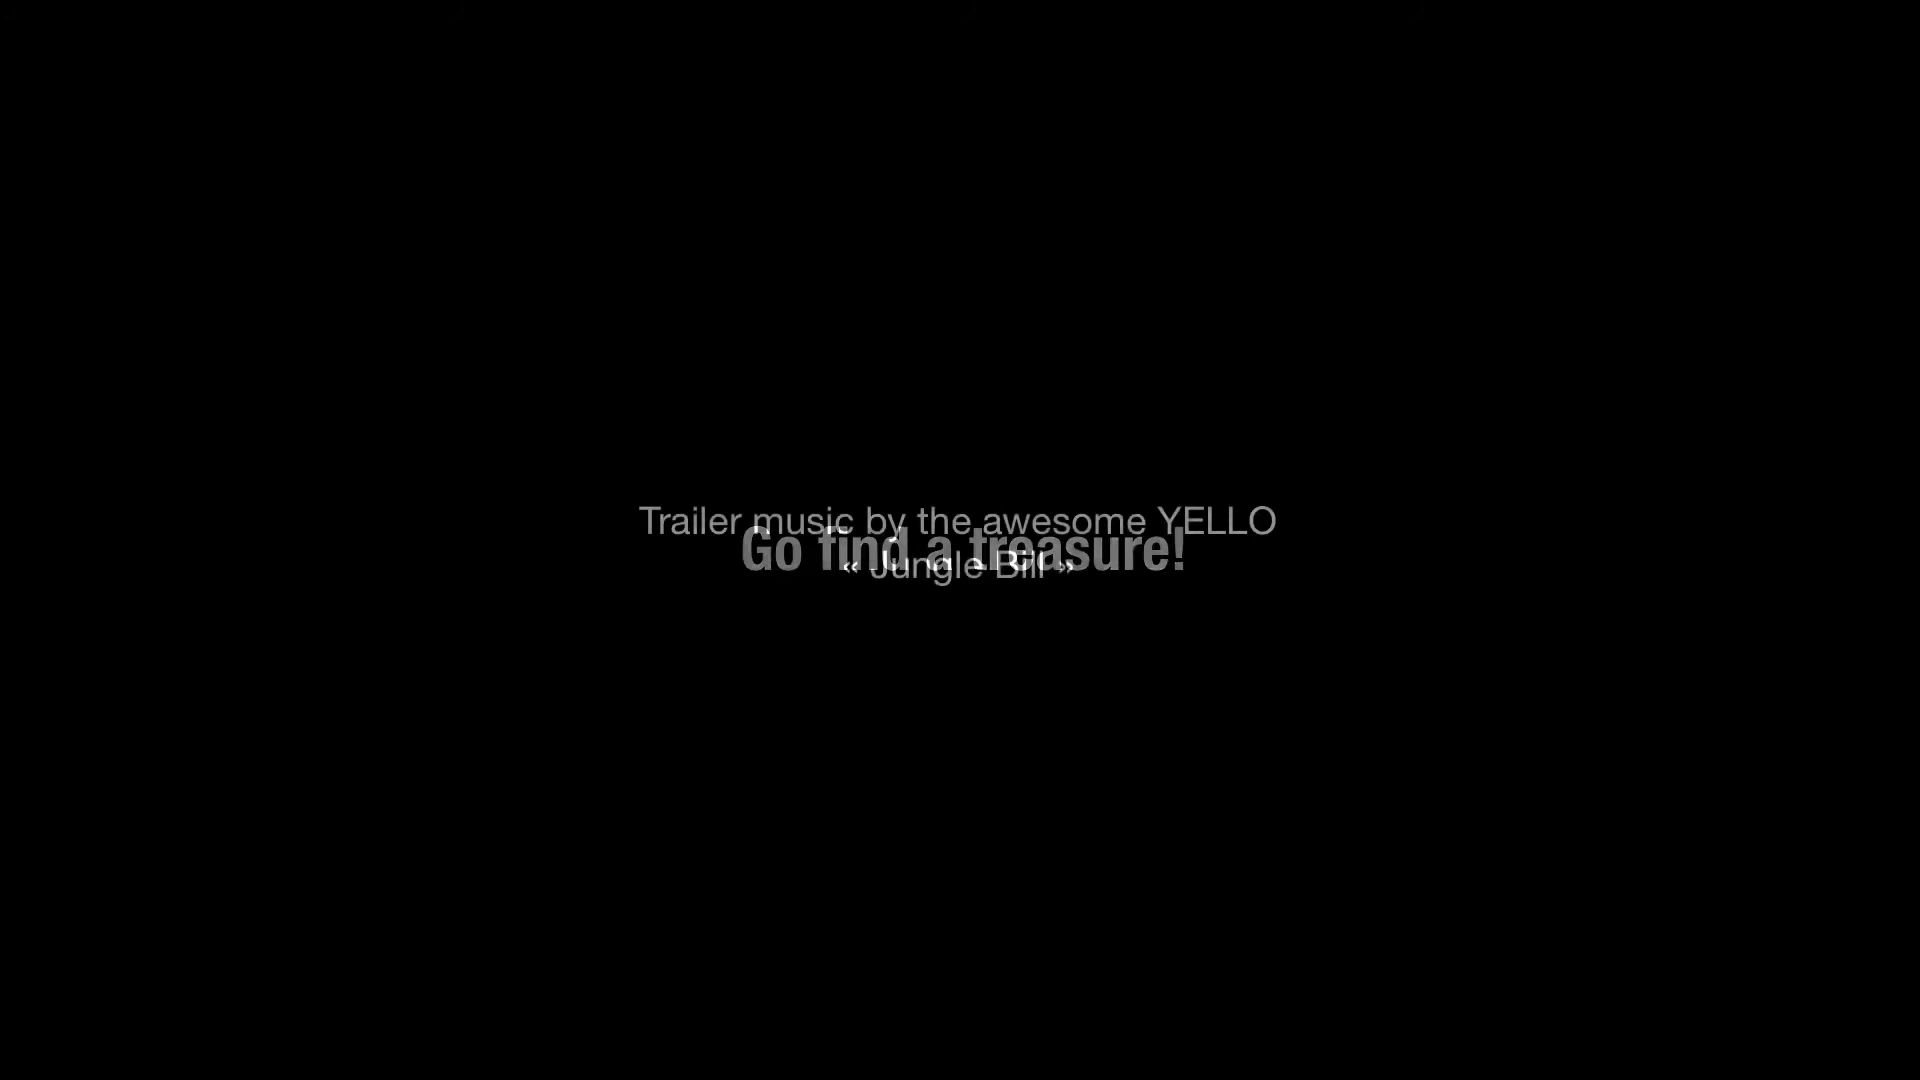 Trailer music by the awesome YELLO
Go find a treasure!
« Jungle Bill »